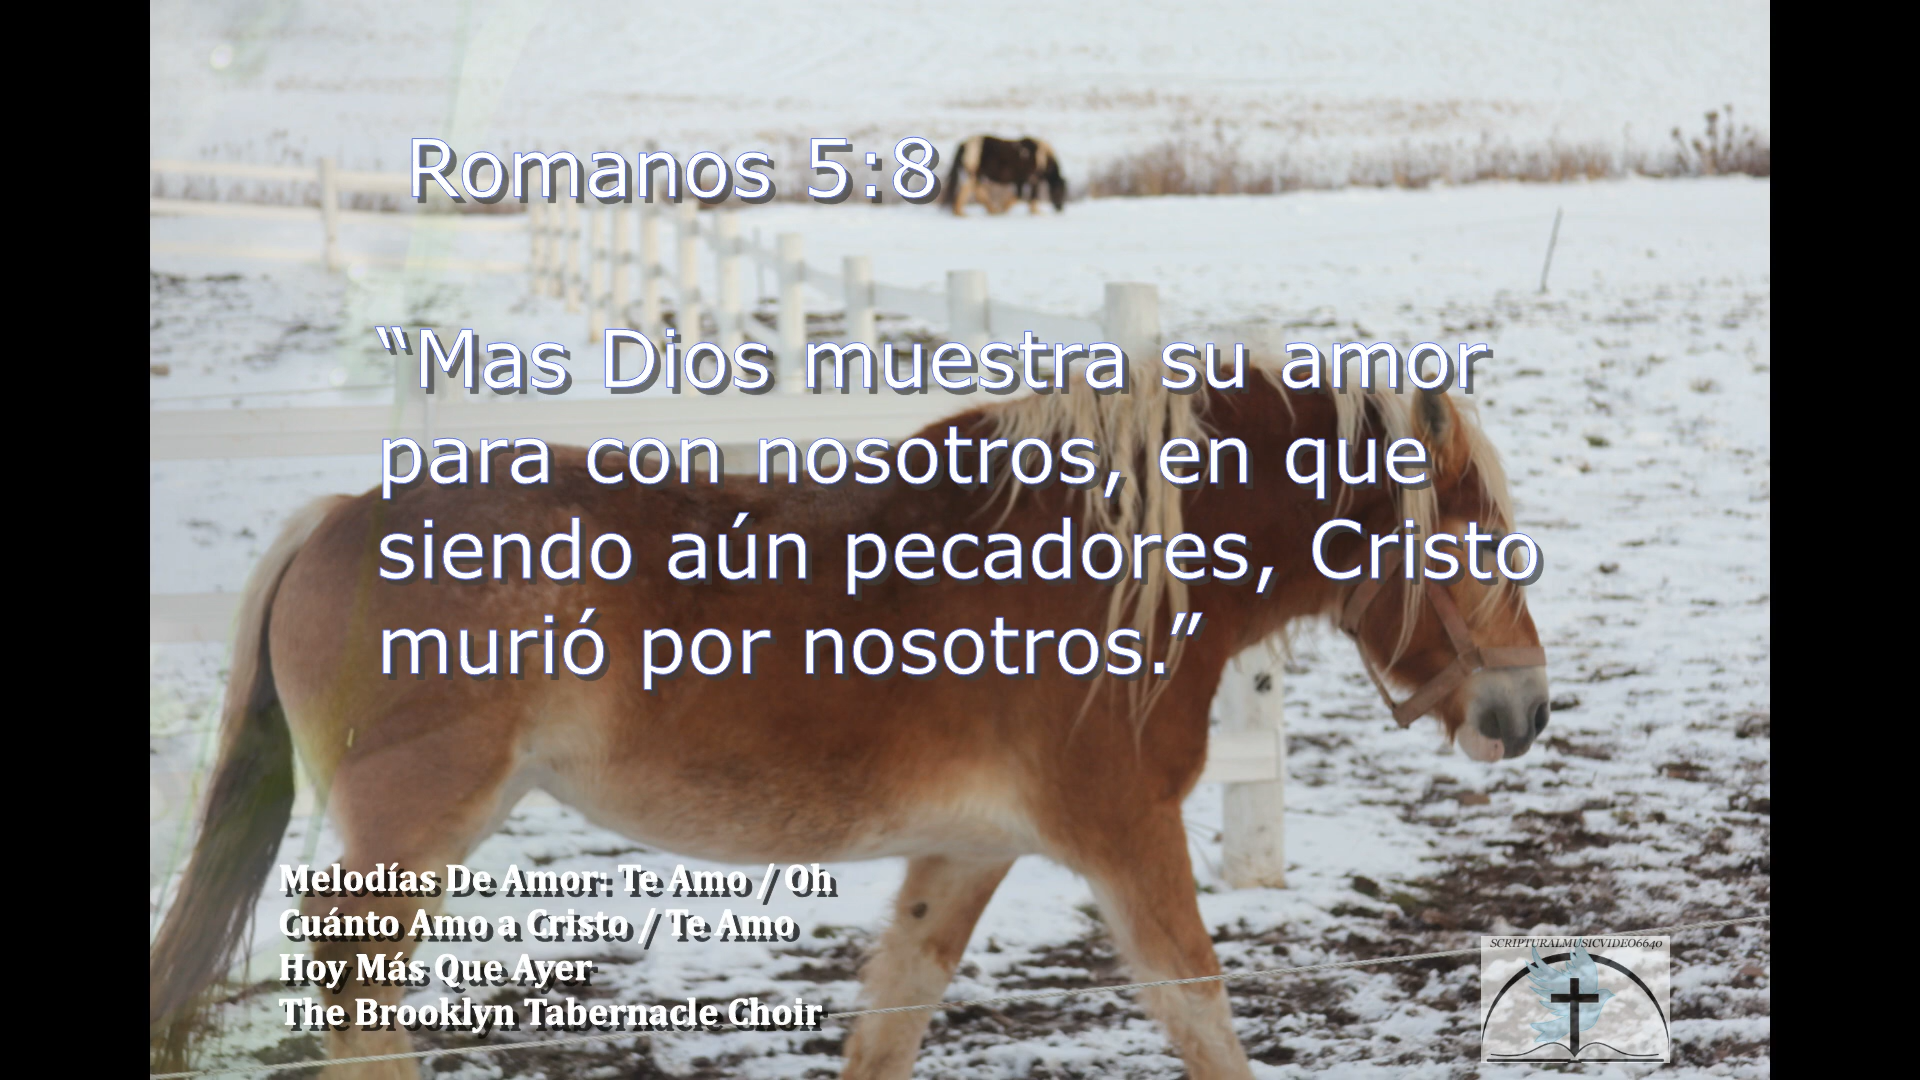 Romanos 5:8
“Mas Dios muestra su amor
para con nosotros, en que
siendo aún pecadores, Cristo
murió por nosotros.”
Melodías De Amor: Te Amo / Oh
Cuánto Amo a Cristo / Te Amo
Hoy Más Que Ayer
The Brooklyn Tabernacle Choir
SCRIPTURALMUSICVIDEO6640